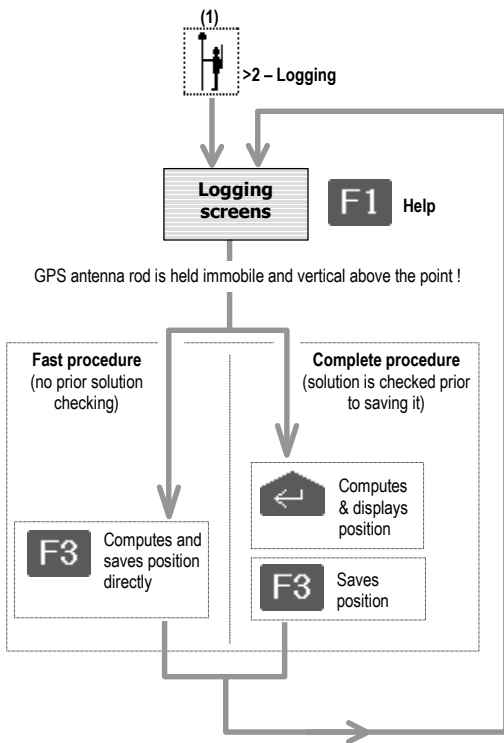 (1)
>2 – Logging
Logging
screens
F1
Help
GPS antenna rod is held immobile and vertical above the point !
Fast procedure
(no prior solution
checking)
Complete procedure
(solution is checked prior
to saving it)
Computes
& displays
position
F3
Computes and
saves position
directly
F3
Saves
position